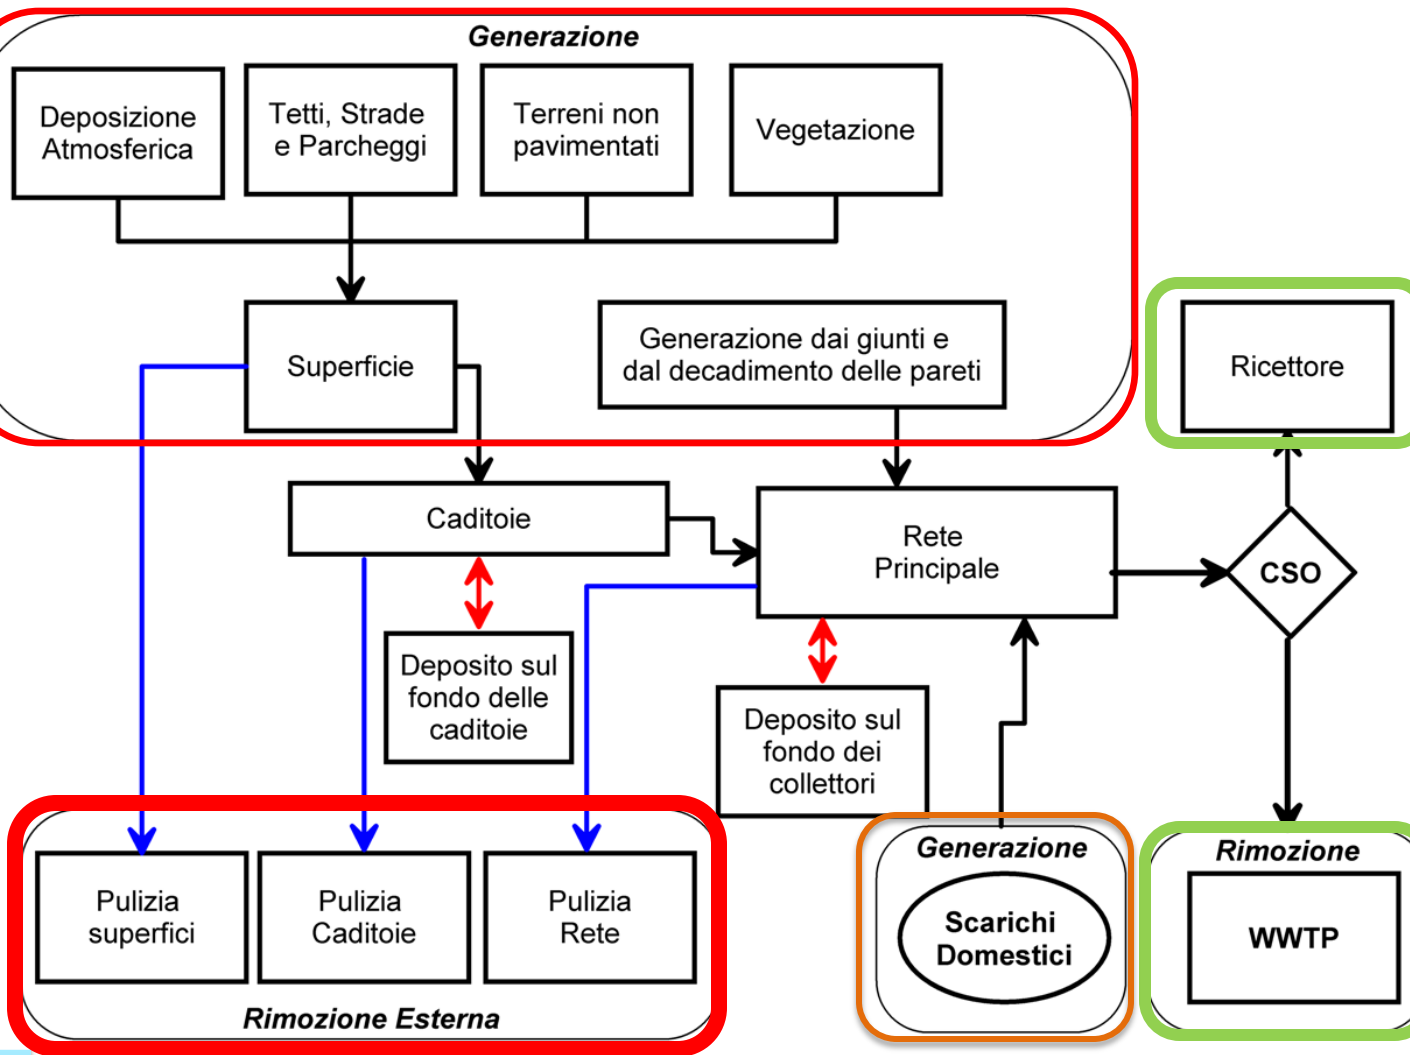 Generazione
Deposizione
Atmosferica
Tetti, Strade
e Parcheggi
Terreni non
pavimentati
Vegetazione
Superficie
Generazione dai giunti e
dal decadimento delle pareti
Ricettore
Caditoie
Rete
Principale
CSO
Deposito sul
fondo delle
caditoie
Deposito sul
fondo dei
collettori
Pulizia
superfici
Pulizia
Caditoie
Pulizia
Rete
Rimozione Esterna
Generazione
Scarichi
Domestici
Rimozione
WWTP